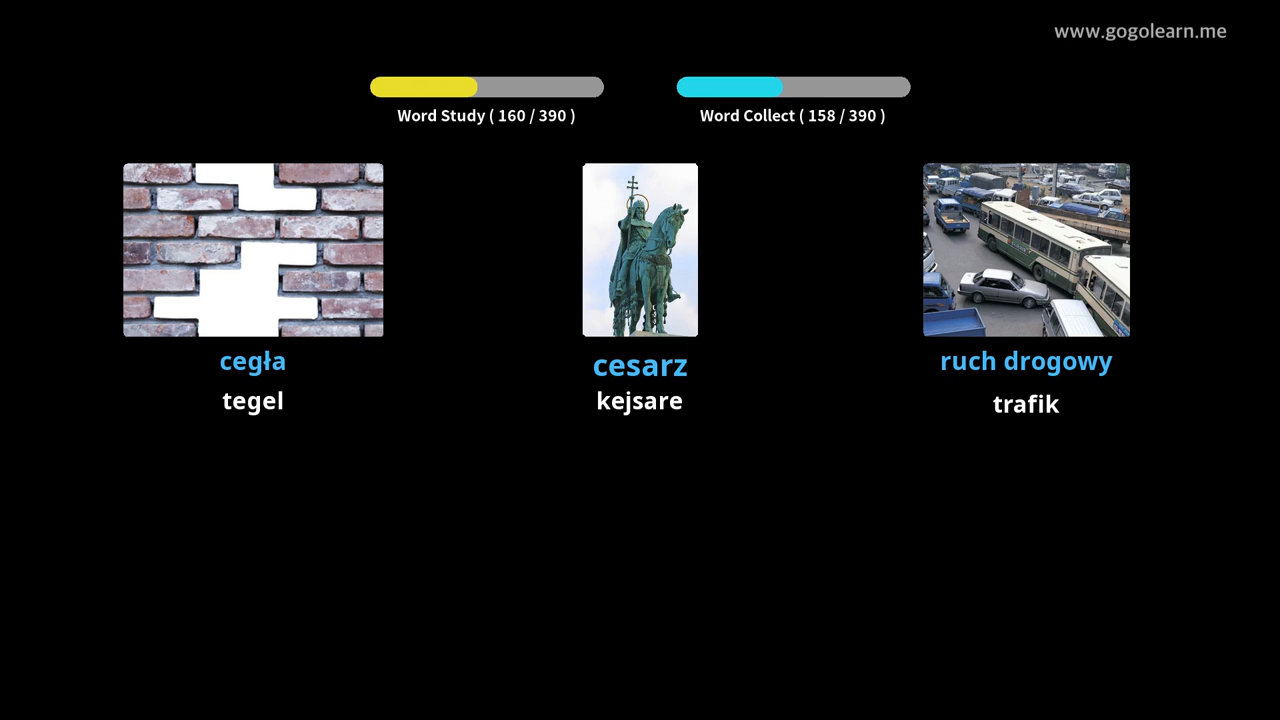 www.gogolearn.me
Word Study ( 160 / 390 )
Word Collect ( 158 / 390 )
cegła
cesarz
ruch drogowy
tegel
kejsare
trafik